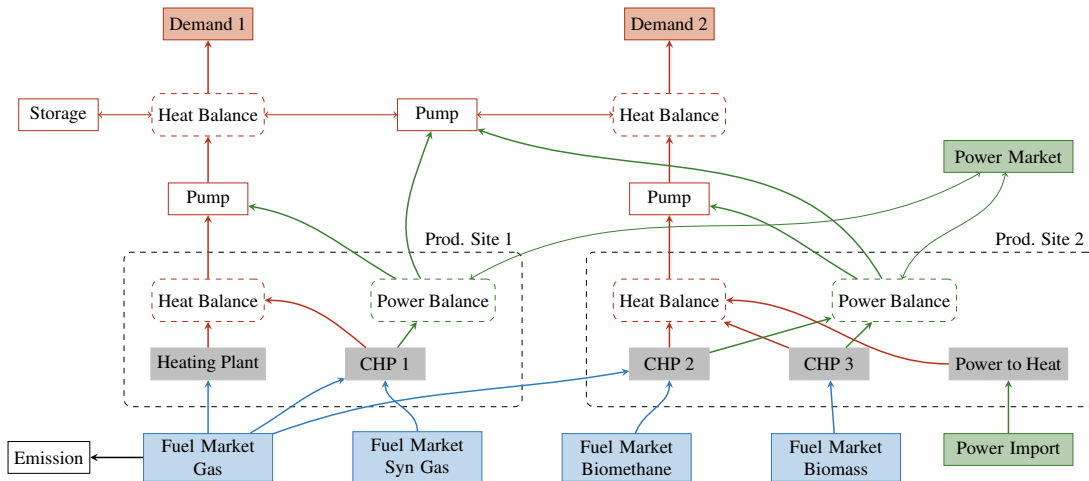 Demand 1
Demand 2
Storage
Heat Balance
Pump
Heat Balance
Power Market
Pump
Pump
Prod. Site 1
Prod. Site 2
Heat Balance
Power Balance
Heat Balance
Power Balance
Heating Plant
CHP 1
CHP 2
CHP 3
Power to Heat
Emission
Fuel Market
Gas
Fuel Market
Syn Gas
Fuel Market
Biomethane
Fuel Market
Biomass
Power Import